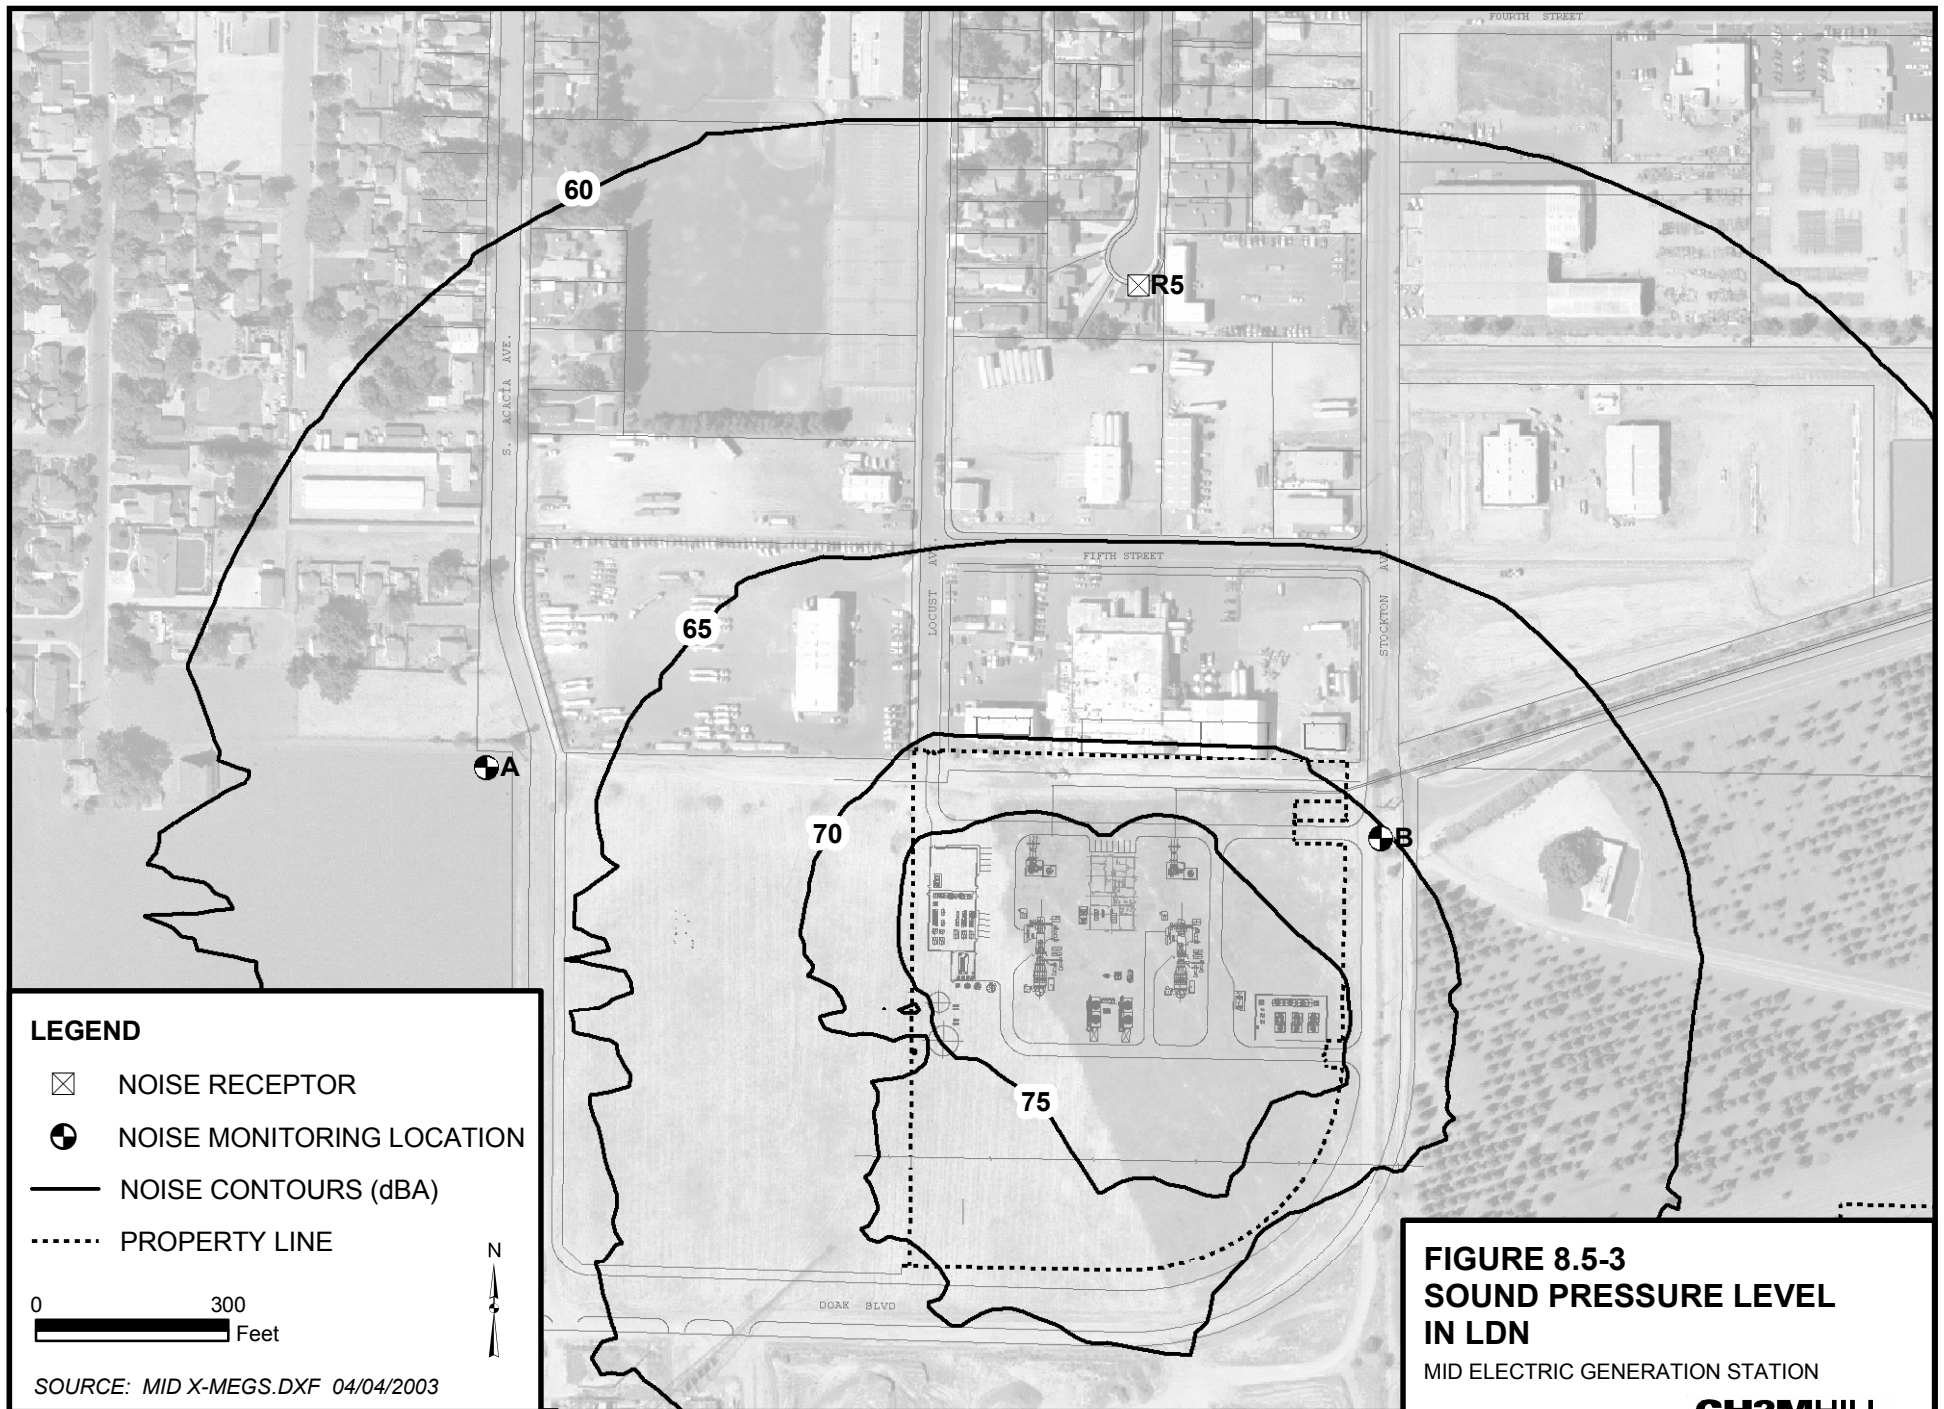 FOURTH STREET
60
R5
S. ACACIA AVE.
FIFTH STREET
LOCUST AVE.
STOCKTON AVE.
65
A
70
B
75
DOAK BLVD
LEGEND
NOISE RECEPTOR
NOISE MONITORING LOCATION
NOISE CONTOURS (dBA)
PROPERTY LINE
N
0 300
Feet
SOURCE: MID X-MEGS.DXF 04/04/2003
FIGURE 8.5-3
SOUND PRESSURE LEVEL
IN LDN
MID ELECTRIC GENERATION STATION
CH2MHILL